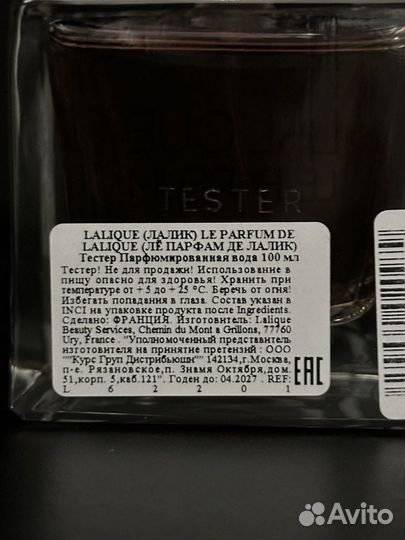 TESTER
LALIQUE (ЛАЛИК) LE PARFUM DE
LALIQUE (ЛЕ ПАРФАМ ДЕ ЛАЛИК)
Тестер Парфюмированная вода 100 мл
Тестер! Не для продажи! Использование в
пищу опасно для здоровья! Хранить при
температуре от + 5 до + 25 ºС. Беречь от огня!
Избегать попадания в глаза. Состав указан в
INCI на упаковке продукта после Ingredients.
Сделано: ФРАНЦИЯ. Изготовитель: Lalique
Beauty Services, Chemin du Mont a Grillons, 77760
Ury, France . "Уполномоченный представитель
изготовителя на принятие претензий : ООО
""Курс Груп Дистрибьюшн"" 142134,г.Москва,
п-е. Рязановское,п. Знамя Октября,дом.
51,корп. 5,каб.121". Годен до: 04.2027 . REF:
L 6 2 2 0 1
EAC
Avito